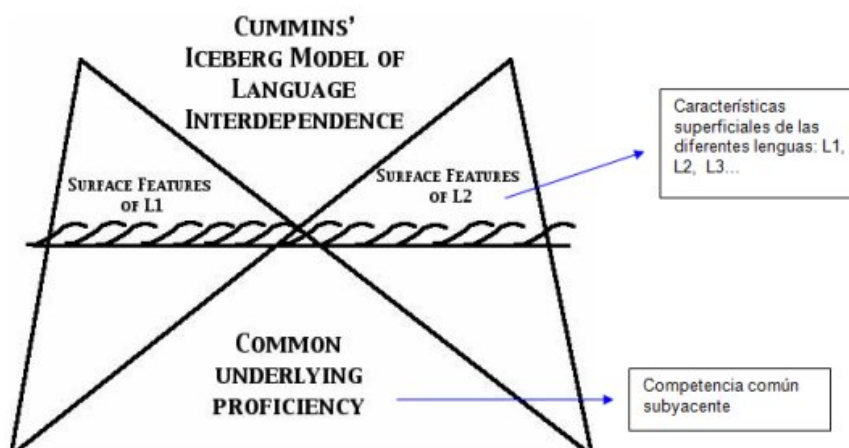 CUMMINS'
ICEBERG MODEL OF
LANGUAGE
INTERDEPENDENCE
SURFACE FEATURES
OF L1
SURFACE FEATURES
OF L2
Características
superficiales de las
diferentes lenguas: L1,
L2, L3...
COMMON
UNDERLYING
PROFICIENCY
Competencia común
subyacente